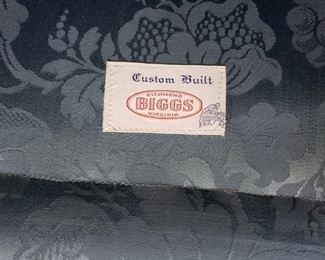 Custom Built
RICHMOND
BIGGS
VIRGINIA